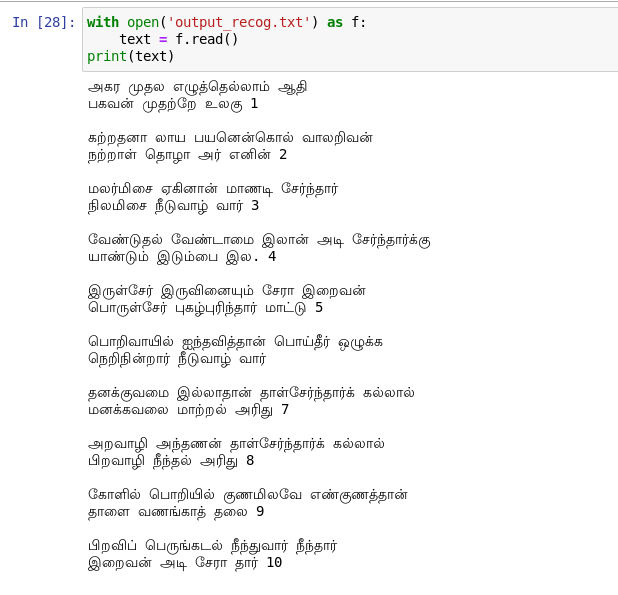 In [28]: with open('output_recog.txt') as f:
text = f.read()
print(text)
அகர முதல எழுத்தெல்லாம் ஆதி
பகவன் முதற்றே உலகு 1
கற்றதனா லாய பயனென்கொல் வாலறிவன்
நற்றாள் தொழா அர் எனின் 2
மலர்மிசை ஏகினான் மாணடி சேர்ந்தார்
நிலமிசை நீடுவாழ் வார் 3
வேண்டுதல் வேண்டாமை இலான் அடி சேர்ந்தார்க்கு
யாண்டும் இடும்பை இல. 4
இருள்சேர் இருவினையும் சேரா இறைவன்
பொருள்சேர் புகழ்புரிந்தார் மாட்டு 5
பொறிவாயில் ஐந்தவித்தான் பொய்தீர் ஒழுக்க
நெறிநின்றார் நீடுவாழ் வார்
தனக்குவமை இல்லாதான் தாள்சேர்ந்தார்க் கல்லால்
மனக்கவலை மாற்றல் அரிது 7
அறவாழி அந்தணன் தாள்சேர்ந்தார்க் கல்லால்
பிறவாழி நீந்தல் அரிது 8
கோளில் பொறியில் குணமிலவே எண்குணத்தான்
தாளை வணங்காத் தலை 9
பிறவிப் பெருங்கடல் நீந்துவார் நீந்தார்
இறைவன் அடி சேரா தார் 10